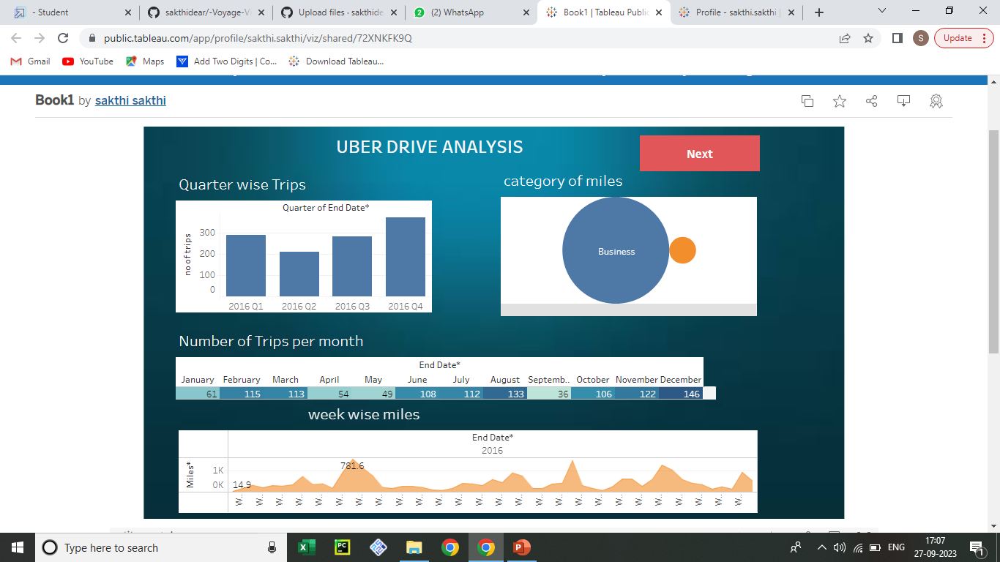 - Student
sakthidear/-Voyage-Vi
Upload files · sakthide
(2) WhatsApp
Book1 | Tableau Public
Profile - sakthi.sakthi |
public.tableau.com/app/profile/sakthi.sakthi/viz/shared/72XNKFK9Q
S
Update
Gmail
YouTube
Maps
Add Two Digits | Co...
Download Tableau...
Book1 by sakthi sakthi
UBER DRIVE ANALYSIS
Next
Quarter wise Trips
category of miles
Quarter of End Date*
no of trips
300
200
100
0
2016 Q1 2016 Q2 2016 Q3 2016 Q4
Business
Number of Trips per month
End Date*
January February March April May June July August Septemb.. October November December
61 115 113 54 49 108 112 133 36 106 122 146
week wise miles
End Date*
2016
Miles*
1K
0K
781.6
14.9
W.. W.. W.. W.. W.. W.. W.. W.. W.. W.. W.. W.. W.. W.. W.. W.. W.. W.. W.. W.. W.. W.. W.. W.. W.. W..
Type here to search
ENG
17:07
27-09-2023
1